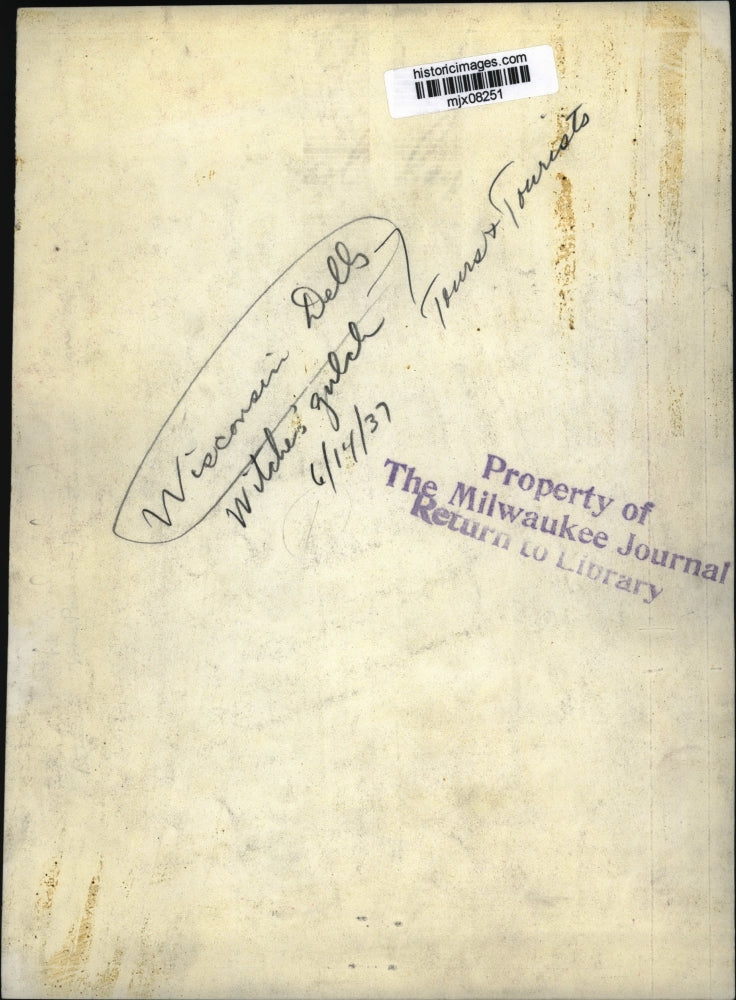 historicimages.com
mjx08251
Tours & Tourists
Wisconsin Dells -
Witches' gulch
6/14/37
Property of
The Milwaukee Journal
Return to Library